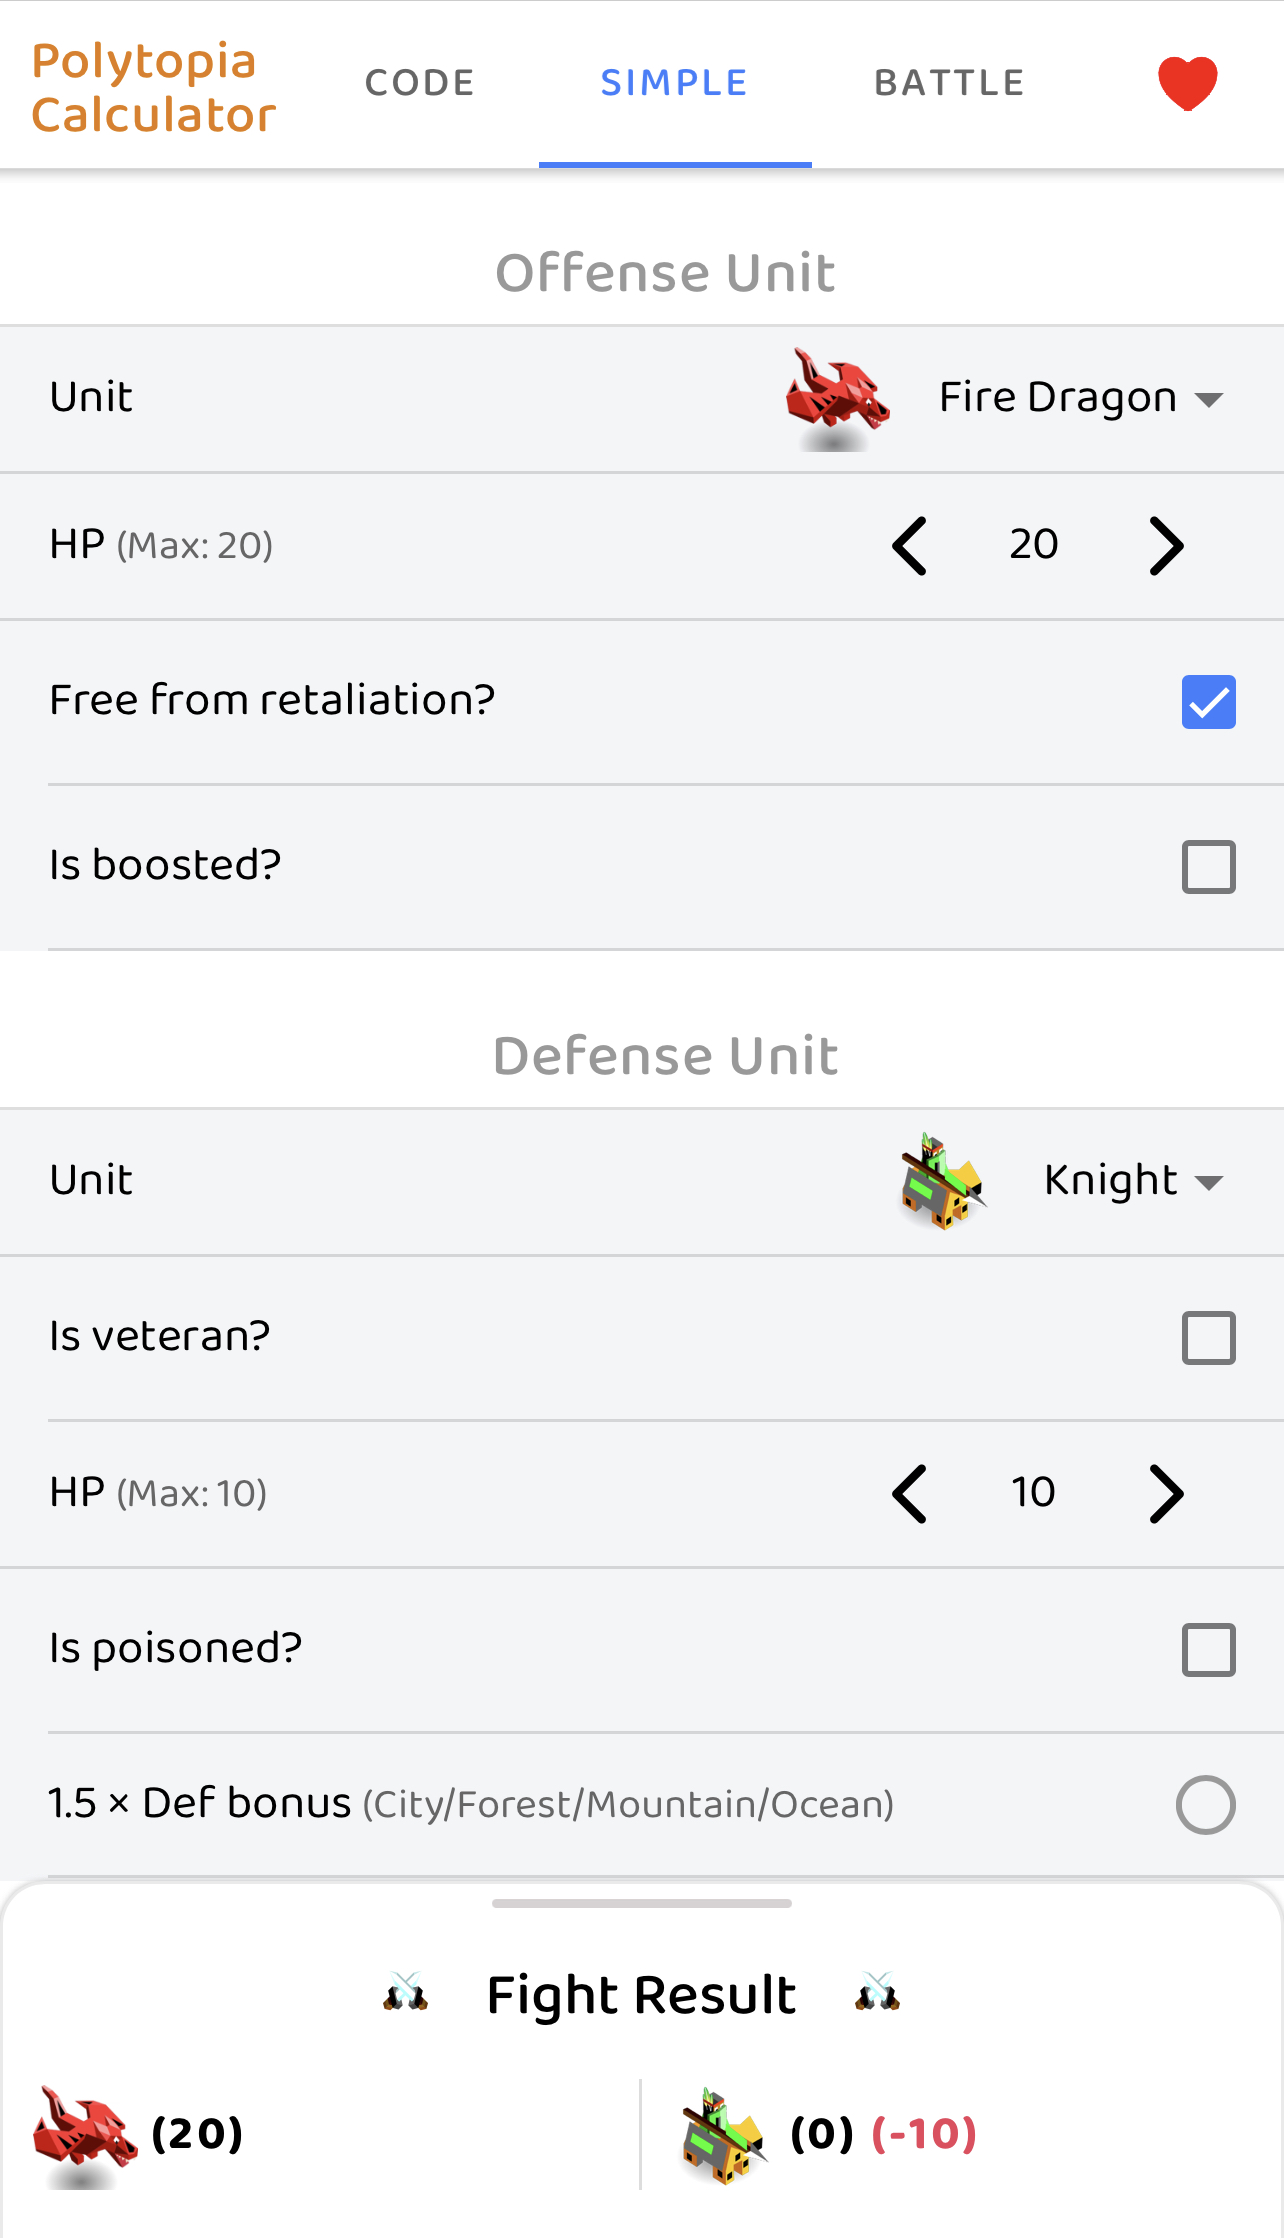 Polytopia
Calculator
CODE
SIMPLE
BATTLE
Offense Unit
Unit
Fire Dragon
HP (Max: 20)
20
Free from retaliation?
Is boosted?
Defense Unit
Unit
Knight
Is veteran?
HP (Max: 10)
10
Is poisoned?
1.5 × Def bonus (City/Forest/Mountain/Ocean)
Fight Result
(20)
(0) (-10)